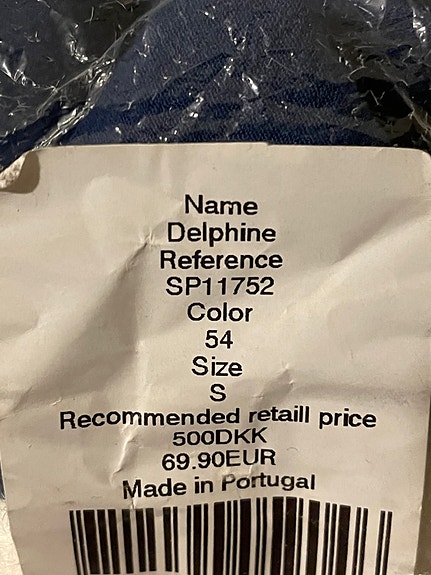 Name
Delphine
Reference
SP11752
Color
54
Size
S
Recommended retaill price
500DKK
69.90EUR
Made in Portugal